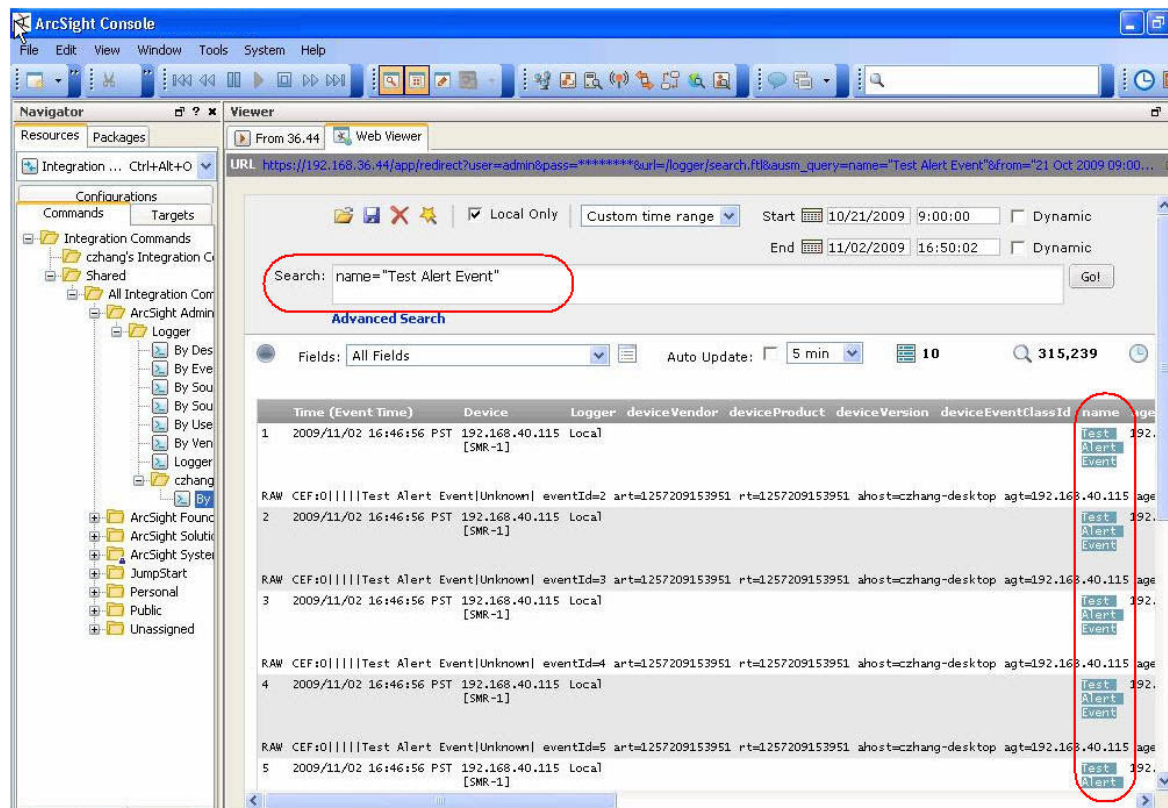 ArcSight Console
File Edit View Window Tools System Help
Navigator
Viewer
Resources Packages
From 36.44 Web Viewer
Integration ... Ctrl+Alt+O
URL https://192.168.36.44/app/redirect?user=admin&pass=********&url=/logger/search.ftl&ausm_query=name="Test Alert Event"&from="21 Oct 2009 09:00...
Configurations
Commands Targets
Integration Commands
czhang's Integration C
Shared
All Integration Com
ArcSight Admin
Logger
By Des
By Eve
By Sou
By Sou
By Use
By Ven
Logger
czhang
By
ArcSight Found
ArcSight Soluti
ArcSight System
JumpStart
Personal
Public
Unassigned
Local Only Custom time range Start 10/21/2009 9:00:00 Dynamic
End 11/02/2009 16:50:02 Dynamic
Search: name="Test Alert Event" Go!
Advanced Search
Fields: All Fields Auto Update: 5 min 10 315,239
Time (Event Time) Device Logger deviceVendor deviceProduct deviceVersion deviceEventClassId name age
1 2009/11/02 16:46:56 PST 192.168.40.115 Local Test 192.
[SMR-1] Alert
Event
RAW CEF:0|||||Test Alert Event|Unknown| eventId=2 art=1257209153951 rt=1257209153951 ahost=czhang-desktop agt=192.168.40.115 age
2 2009/11/02 16:46:56 PST 192.168.40.115 Local Test 192.
[SMR-1] Alert
Event
RAW CEF:0|||||Test Alert Event|Unknown| eventId=3 art=1257209153951 rt=1257209153951 ahost=czhang-desktop agt=192.168.40.115 age
3 2009/11/02 16:46:56 PST 192.168.40.115 Local Test 192.
[SMR-1] Alert
Event
RAW CEF:0|||||Test Alert Event|Unknown| eventId=4 art=1257209153951 rt=1257209153951 ahost=czhang-desktop agt=192.168.40.115 age
4 2009/11/02 16:46:56 PST 192.168.40.115 Local Test 192.
[SMR-1] Alert
Event
RAW CEF:0|||||Test Alert Event|Unknown| eventId=5 art=1257209153951 rt=1257209153951 ahost=czhang-desktop agt=192.168.40.115 age
5 2009/11/02 16:46:56 PST 192.168.40.115 Local Test 192.
[SMR-1] Alert